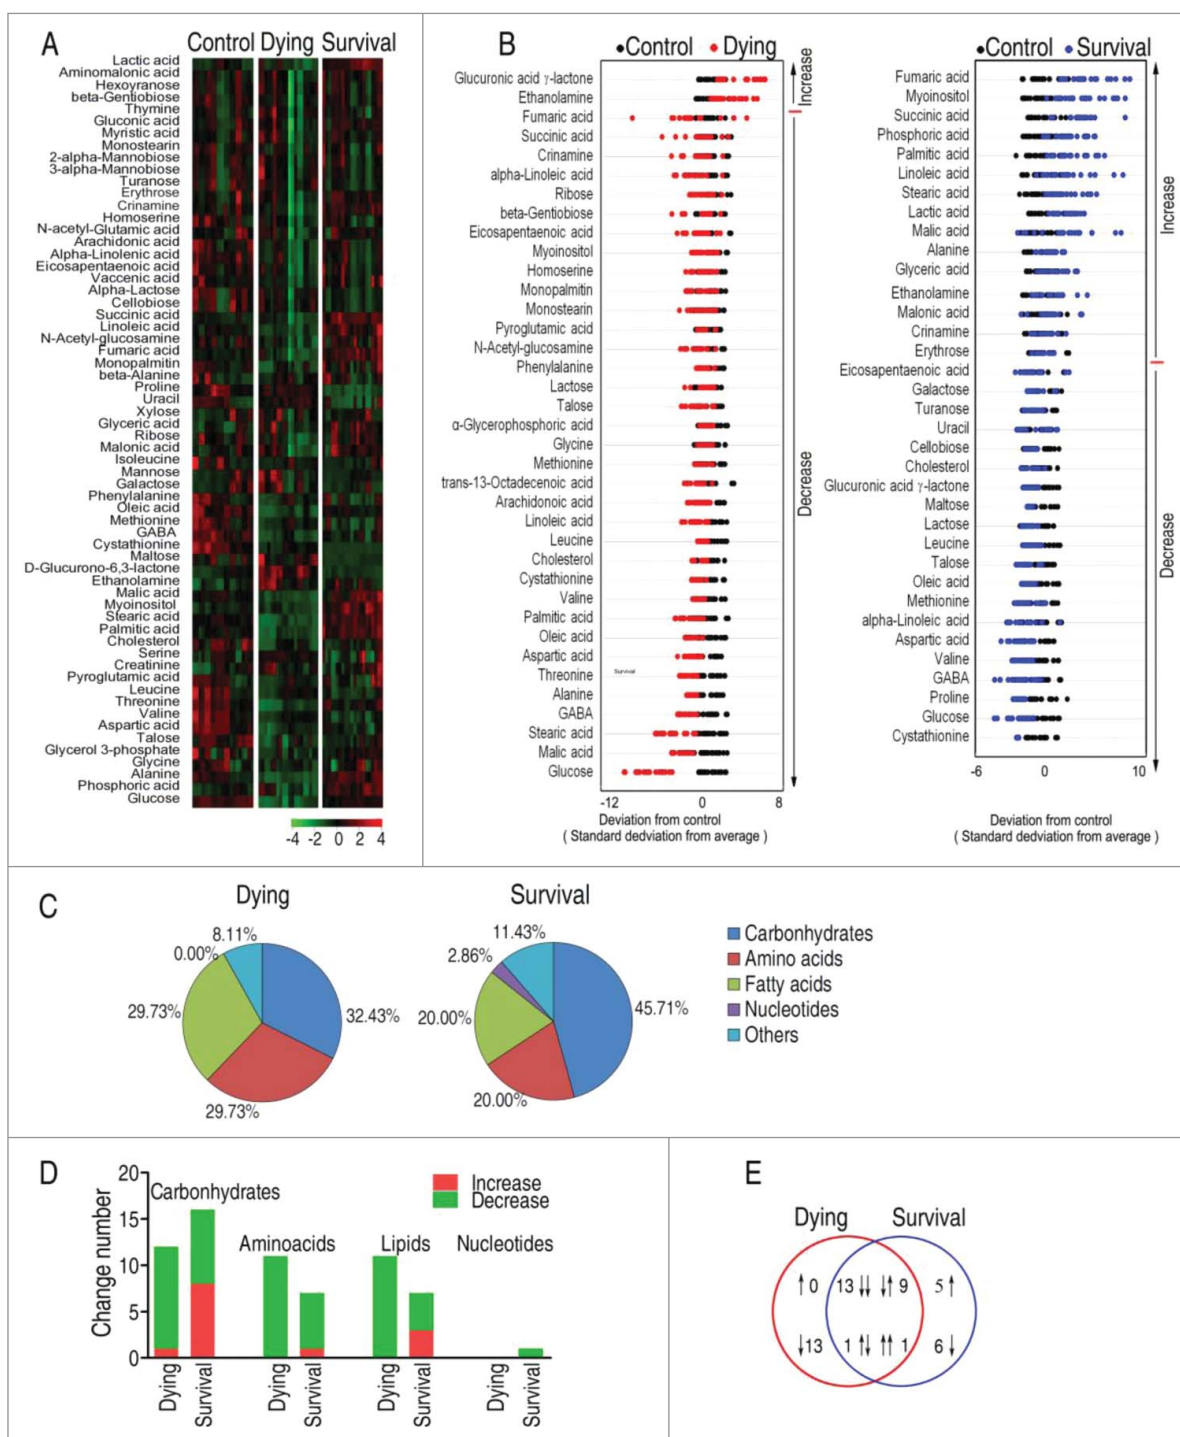 A
Control Dying Survival
Lactic acid
Aminomalonic acid
Hexoyranose
beta-Gentiobiose
Thymine
Gluconic acid
Myristic acid
Monostearin
2-alpha-Mannobiose
3-alpha-Mannobiose
Turanose
Erythrose
Crinamine
Homoserine
N-acetyl-Glutamic acid
Arachidonic acid
Alpha-Linolenic acid
Eicosapentaenoic acid
Vaccenic acid
Alpha-Lactose
Cellobiose
Succinic acid
Linoleic acid
N-Acetyl-glucosamine
Fumaric acid
Monopalmitin
beta-Alanine
Proline
Uracil
Xylose
Glyceric acid
Ribose
Malonic acid
Isoleucine
Mannose
Galactose
Phenylalanine
Oleic acid
Methionine
GABA
Cystathionine
Maltose
D-Glucurono-6,3-lactone
Ethanolamine
Malic acid
Myoinositol
Stearic acid
Palmitic acid
Cholesterol
Serine
Creatinine
Pyroglutamic acid
Leucine
Threonine
Valine
Aspartic acid
Talose
Glycerol 3-phosphate
Glycine
Alanine
Phosphoric acid
Glucose
-4 -2 0 2 4
B
Control Dying
Glucuronic acid γ-lactone
Ethanolamine
Fumaric acid
Succinic acid
Crinamine
alpha-Linoleic acid
Ribose
beta-Gentiobiose
Eicosapentaenoic acid
Myoinositol
Homoserine
Monopalmitin
Monostearin
Pyroglutamic acid
N-Acetyl-glucosamine
Phenylalanine
Lactose
Talose
α-Glycerophosphoric acid
Glycine
Methionine
trans-13-Octadecenoic acid
Arachidonoic acid
Linoleic acid
Leucine
Cholesterol
Cystathionine
Valine
Palmitic acid
Oleic acid
Aspartic acid
Threonine
Survival
Alanine
GABA
Stearic acid
Malic acid
Glucose
Increase
Decrease
-12 0 8
Deviation from control
( Standard dedviation from average )
Control Survival
Fumaric acid
Myoinositol
Succinic acid
Phosphoric acid
Palmitic acid
Linoleic acid
Stearic acid
Lactic acid
Malic acid
Alanine
Glyceric acid
Ethanolamine
Malonic acid
Crinamine
Erythrose
Eicosapentaenoic acid
Galactose
Turanose
Uracil
Cellobiose
Cholesterol
Glucuronic acid γ-lactone
Maltose
Lactose
Leucine
Talose
Oleic acid
Methionine
alpha-Linoleic acid
Aspartic acid
Valine
GABA
Proline
Glucose
Cystathionine
Increase
Decrease
-6 0 10
Deviation from control
( Standard dedviation from average )
C
Dying
8.11%
0.00%
29.73%
32.43%
29.73%
Survival
11.43%
2.86%
20.00%
45.71%
20.00%
Carbonhydrates
Amino acids
Fatty acids
Nucleotides
Others
D
Change number
20
15
10
5
0
Increase
Decrease
Carbonhydrates
Aminoacids
Lipids
Nucleotides
Dying
Survival
Dying
Survival
Dying
Survival
Dying
Survival
E
Dying Survival
↑ 0 13 ↓↓ ↓↑ 9 5 ↑
↓13 1 ↑↓ ↑↑ 1 6 ↓